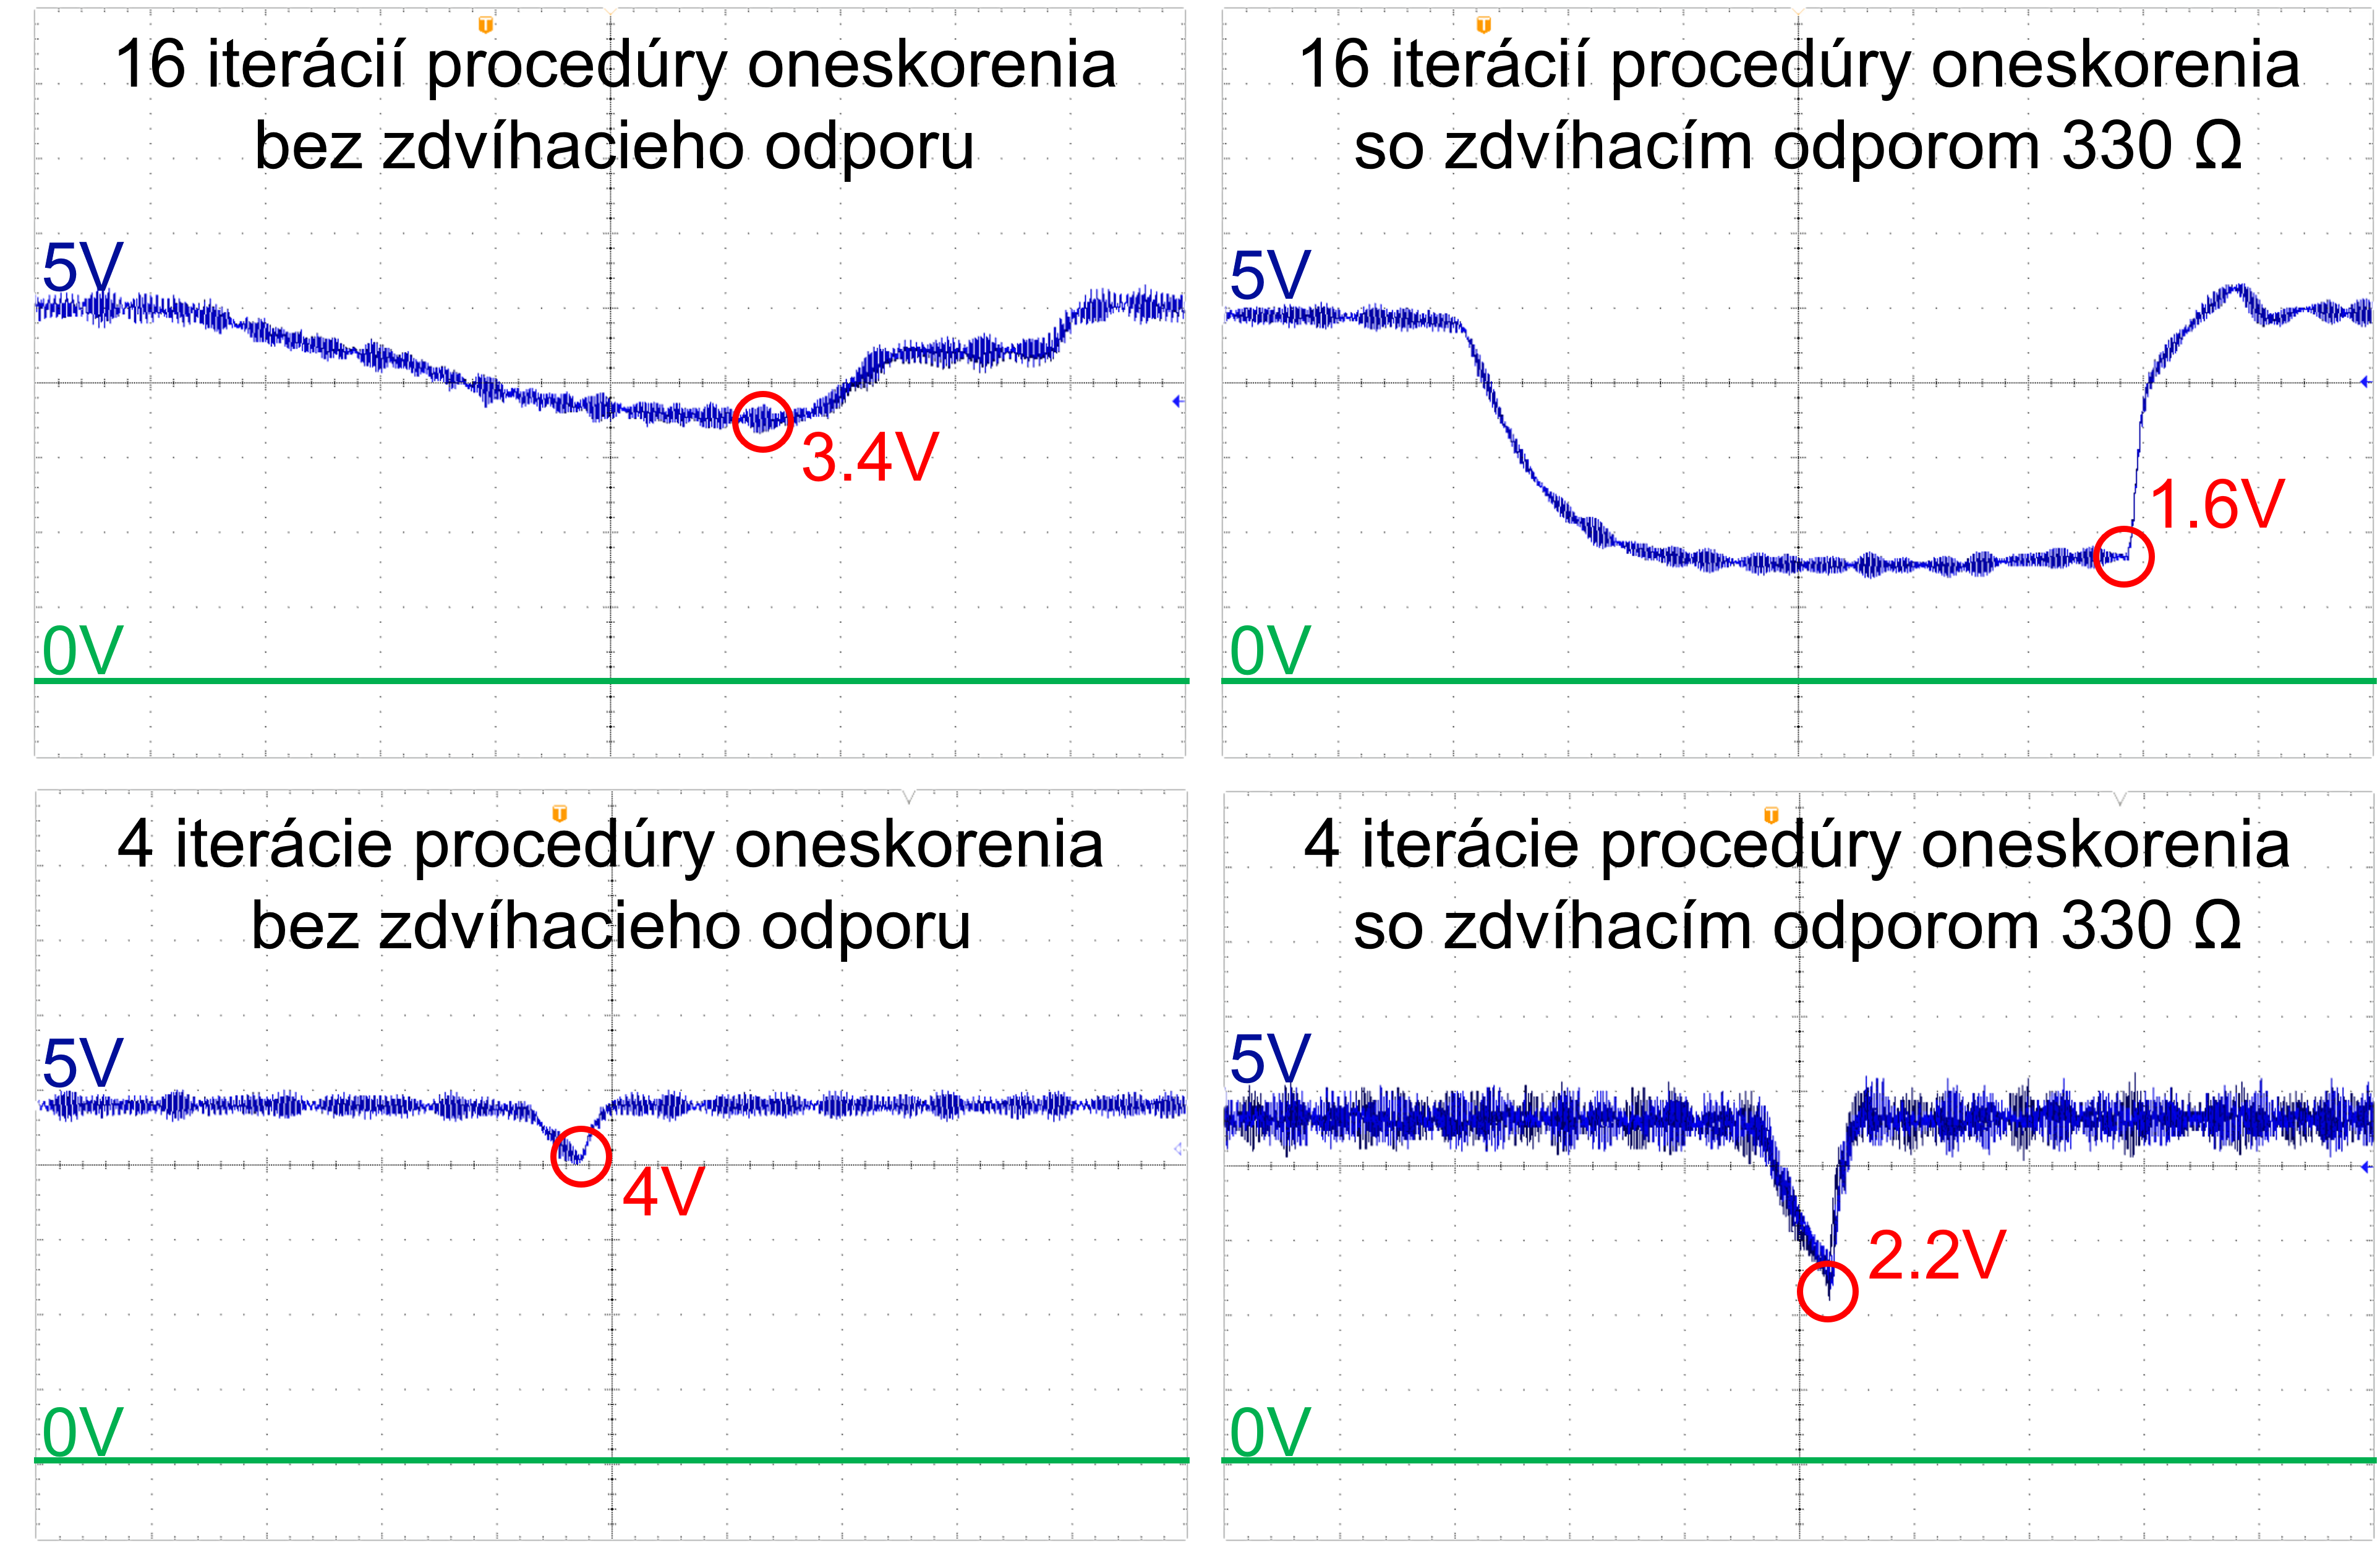 T
16 iterácií procedúry oneskorenia
bez zdvíhacieho odporu
5V
3.4V
0V
T
16 iterácií procedúry oneskorenia
so zdvíhacím odporom 330 Ω
5V
1.6V
0V
T
4 iterácie procedúry oneskorenia
bez zdvíhacieho odporu
5V
4V
0V
T
4 iterácie procedúry oneskorenia
so zdvíhacím odporom 330 Ω
5V
2.2V
0V